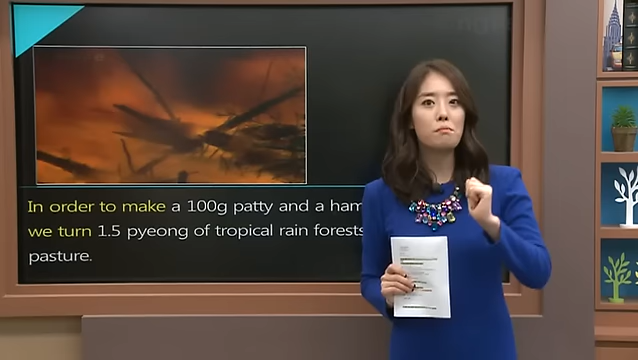 In order to make a 100g patty and a ham
we turn 1.5 pyeong of tropical rain forests
pasture.